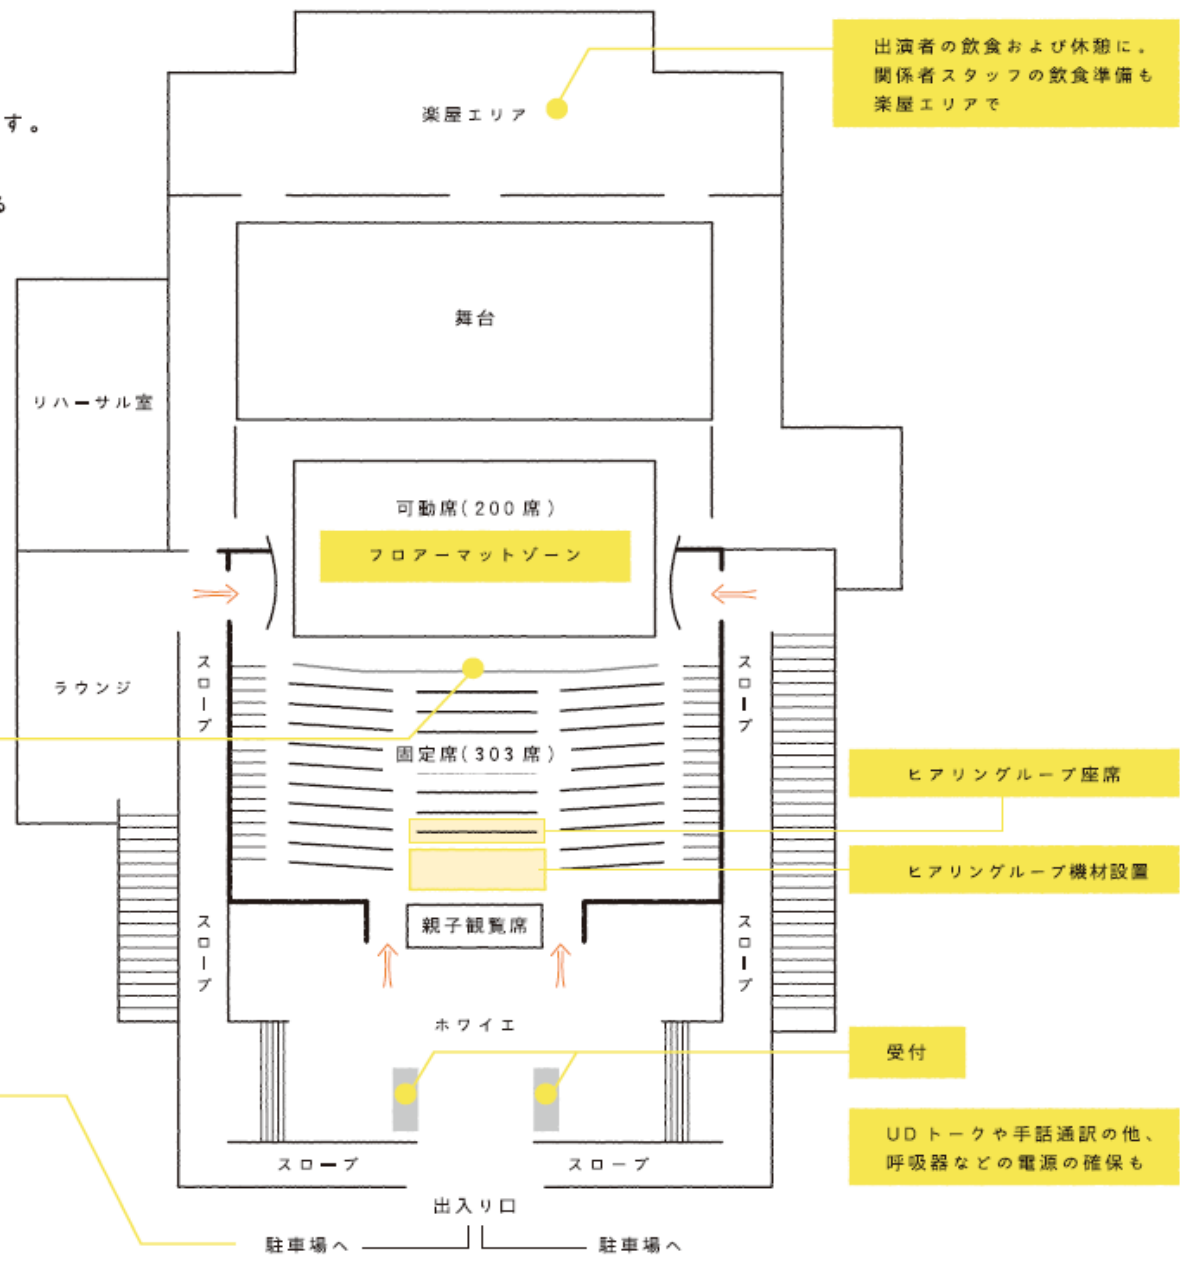 出演者の飲食および休憩に。
関係者スタッフの飲食準備も
楽屋エリアで
楽屋エリア
す。
る
舞台
リハーサル室
可動席(200席)
フロアーマットゾーン
スロープ
スロープ
ラウンジ
固定席(303席)
ヒアリングループ座席
ヒアリングループ機材設置
スロープ
スロープ
親子観覧席
ホワイエ
受付
UDトークや手話通訳の他、
呼吸器などの電源の確保も
スロープ
スロープ
出入り口
駐車場へ
駐車場へ